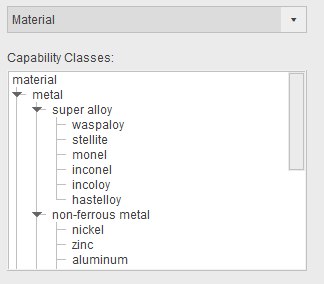 Material
Capability Classes:
material
metal
super alloy
waspaloy
stellite
monel
inconel
incoloy
hastelloy
non-ferrous metal
nickel
zinc
aluminum